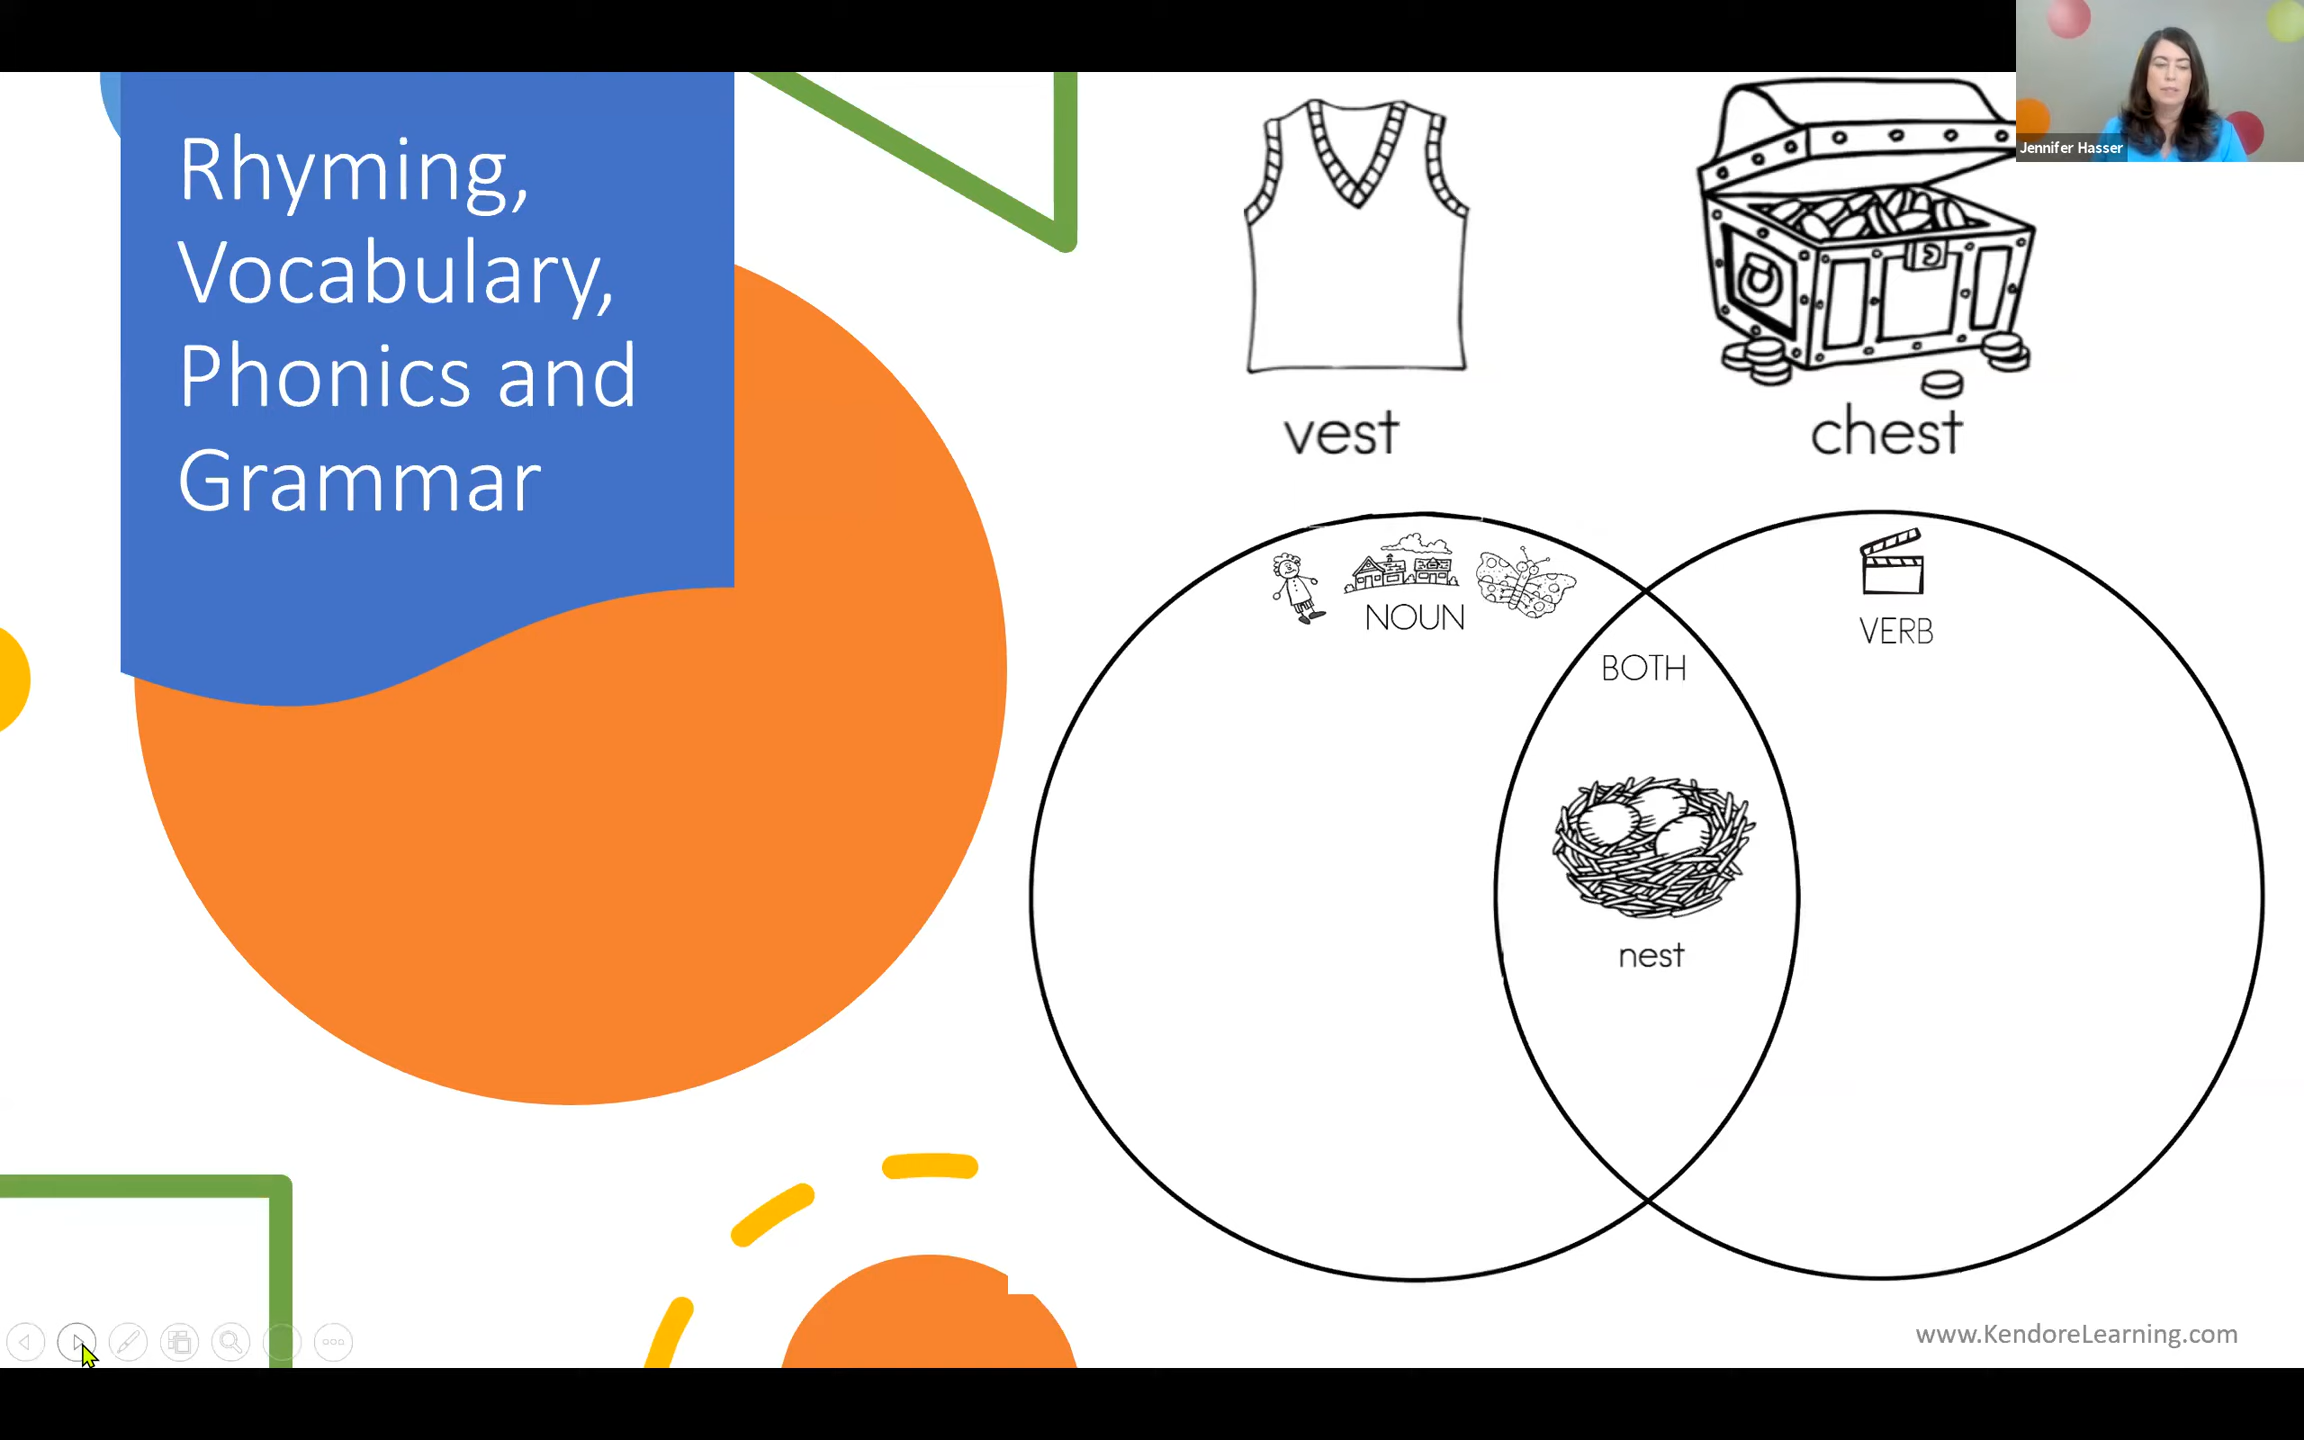 Rhyming,
Vocabulary,
Phonics and
Grammar
vest
chest
Jennifer Hasser
NOUN
VERB
BOTH
nest
www.KendoreLearning.com